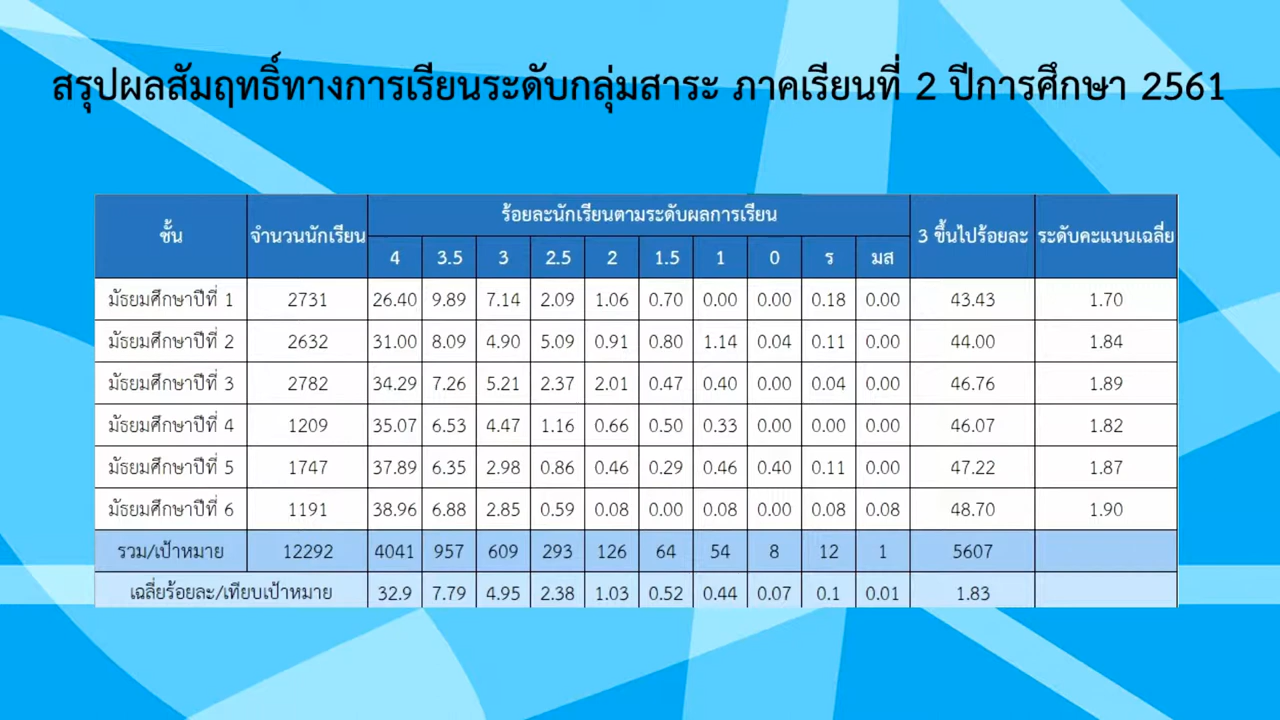 สรุปผลสัมฤทธิ์ทางการเรียนระดับกลุ่มสาระ ภาคเรียนที่ 2 ปีการศึกษา 2561
ชั้น จำนวนนักเรียน ร้อยละนักเรียนตามระดับผลการเรียน 3 ขึ้นไปร้อยละ ระดับคะแนนเฉลี่ย
4 3.5 3 2.5 2 1.5 1 0 ร มส
มัธยมศึกษาปีที่ 1 2731 26.40 9.89 7.14 2.09 1.06 0.70 0.00 0.00 0.18 0.00 43.43 1.70
มัธยมศึกษาปีที่ 2 2632 31.00 8.09 4.90 5.09 0.91 0.80 1.14 0.04 0.11 0.00 44.00 1.84
มัธยมศึกษาปีที่ 3 2782 34.29 7.26 5.21 2.37 2.01 0.47 0.40 0.00 0.04 0.00 46.76 1.89
มัธยมศึกษาปีที่ 4 1209 35.07 6.53 4.47 1.16 0.66 0.50 0.33 0.00 0.00 0.00 46.07 1.82
มัธยมศึกษาปีที่ 5 1747 37.89 6.35 2.98 0.86 0.46 0.29 0.46 0.40 0.11 0.00 47.22 1.87
มัธยมศึกษาปีที่ 6 1191 38.96 6.88 2.85 0.59 0.08 0.00 0.08 0.00 0.08 0.08 48.70 1.90
รวม/เป้าหมาย 12292 4041 957 609 293 126 64 54 8 12 1 5607
เฉลี่ยร้อยละ/เทียบเป้าหมาย 32.9 7.79 4.95 2.38 1.03 0.52 0.44 0.07 0.1 0.01 1.83